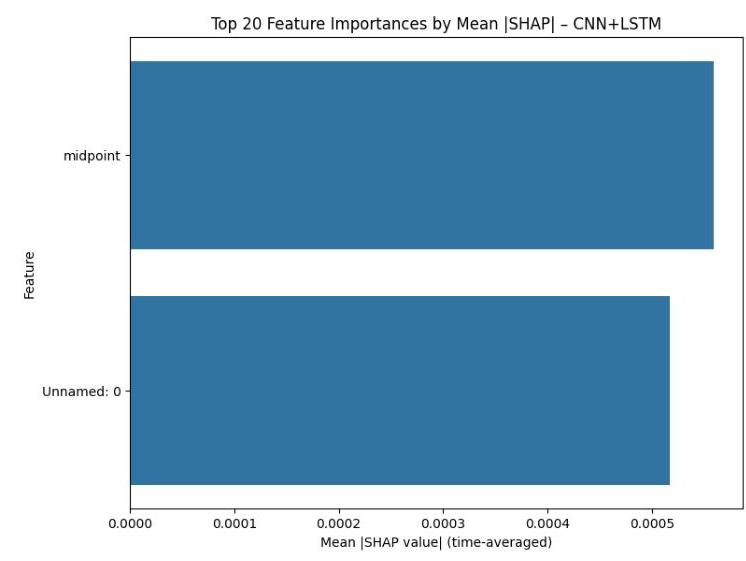 Top 20 Feature Importances by Mean |SHAP| – CNN+LSTM
midpoint
Feature
Unnamed: 0
0.0000 0.0001 0.0002 0.0003 0.0004 0.0005
Mean |SHAP value| (time-averaged)